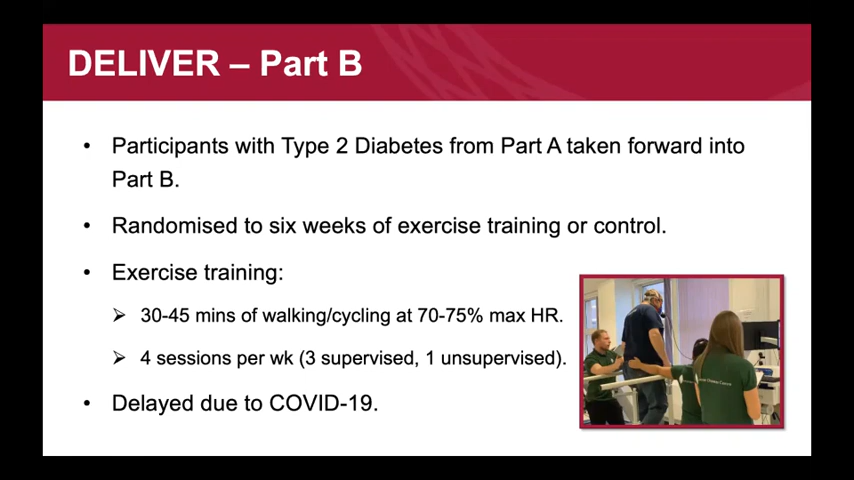 DELIVER – Part B
• Participants with Type 2 Diabetes from Part A taken forward into
Part B.
• Randomised to six weeks of exercise training or control.
• Exercise training:
➢ 30-45 mins of walking/cycling at 70-75% max HR.
➢ 4 sessions per wk (3 supervised, 1 unsupervised).
• Delayed due to COVID-19.